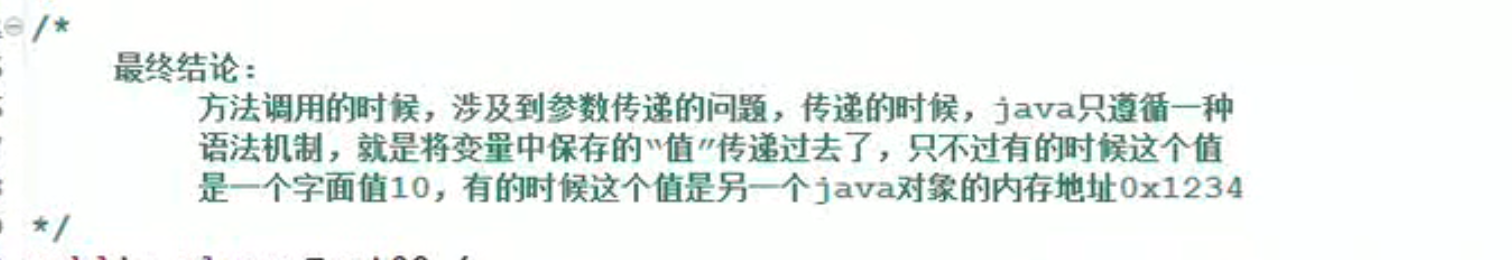 /*
最终结论：
方法调用的时候，涉及到参数传递的问题，传递的时候，java只遵循一种
语法机制，就是将变量中保存的“值”传递过去了，只不过有的时候这个值
是一个字面值10，有的时候这个值是另一个java对象的内存地址0x1234
*/